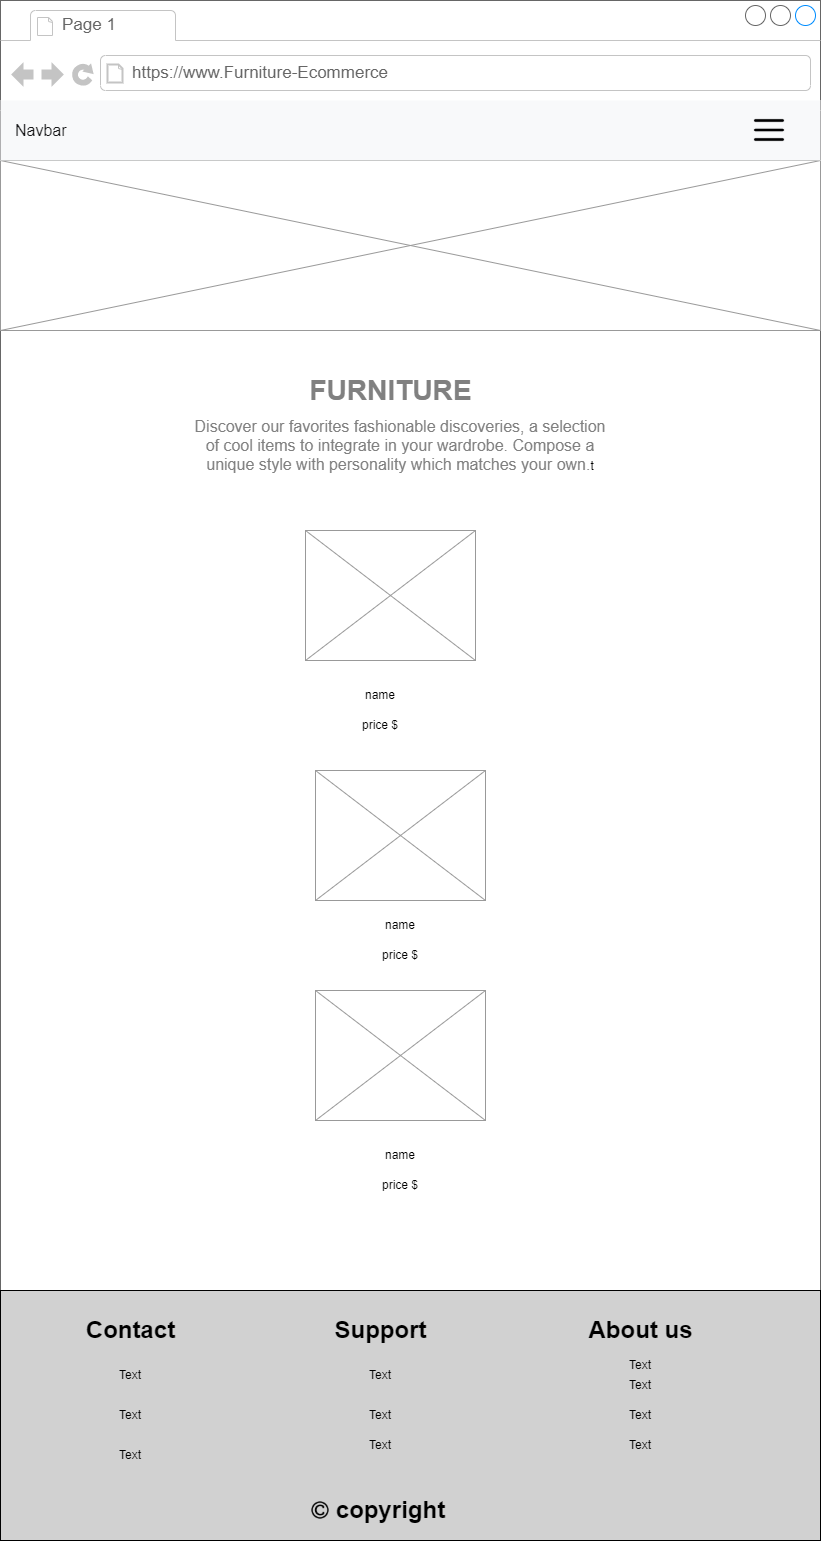 Page 1
https://www.Furniture-Ecommerce
Navbar
FURNITURE
Discover our favorites fashionable discoveries, a selection
of cool items to integrate in your wardrobe. Compose a
unique style with personality which matches your own.t
name
price $
name
price $
name
price $
Contact
Text
Text
Text
Support
Text
Text
Text
About us
Text
Text
Text
Text
© copyright